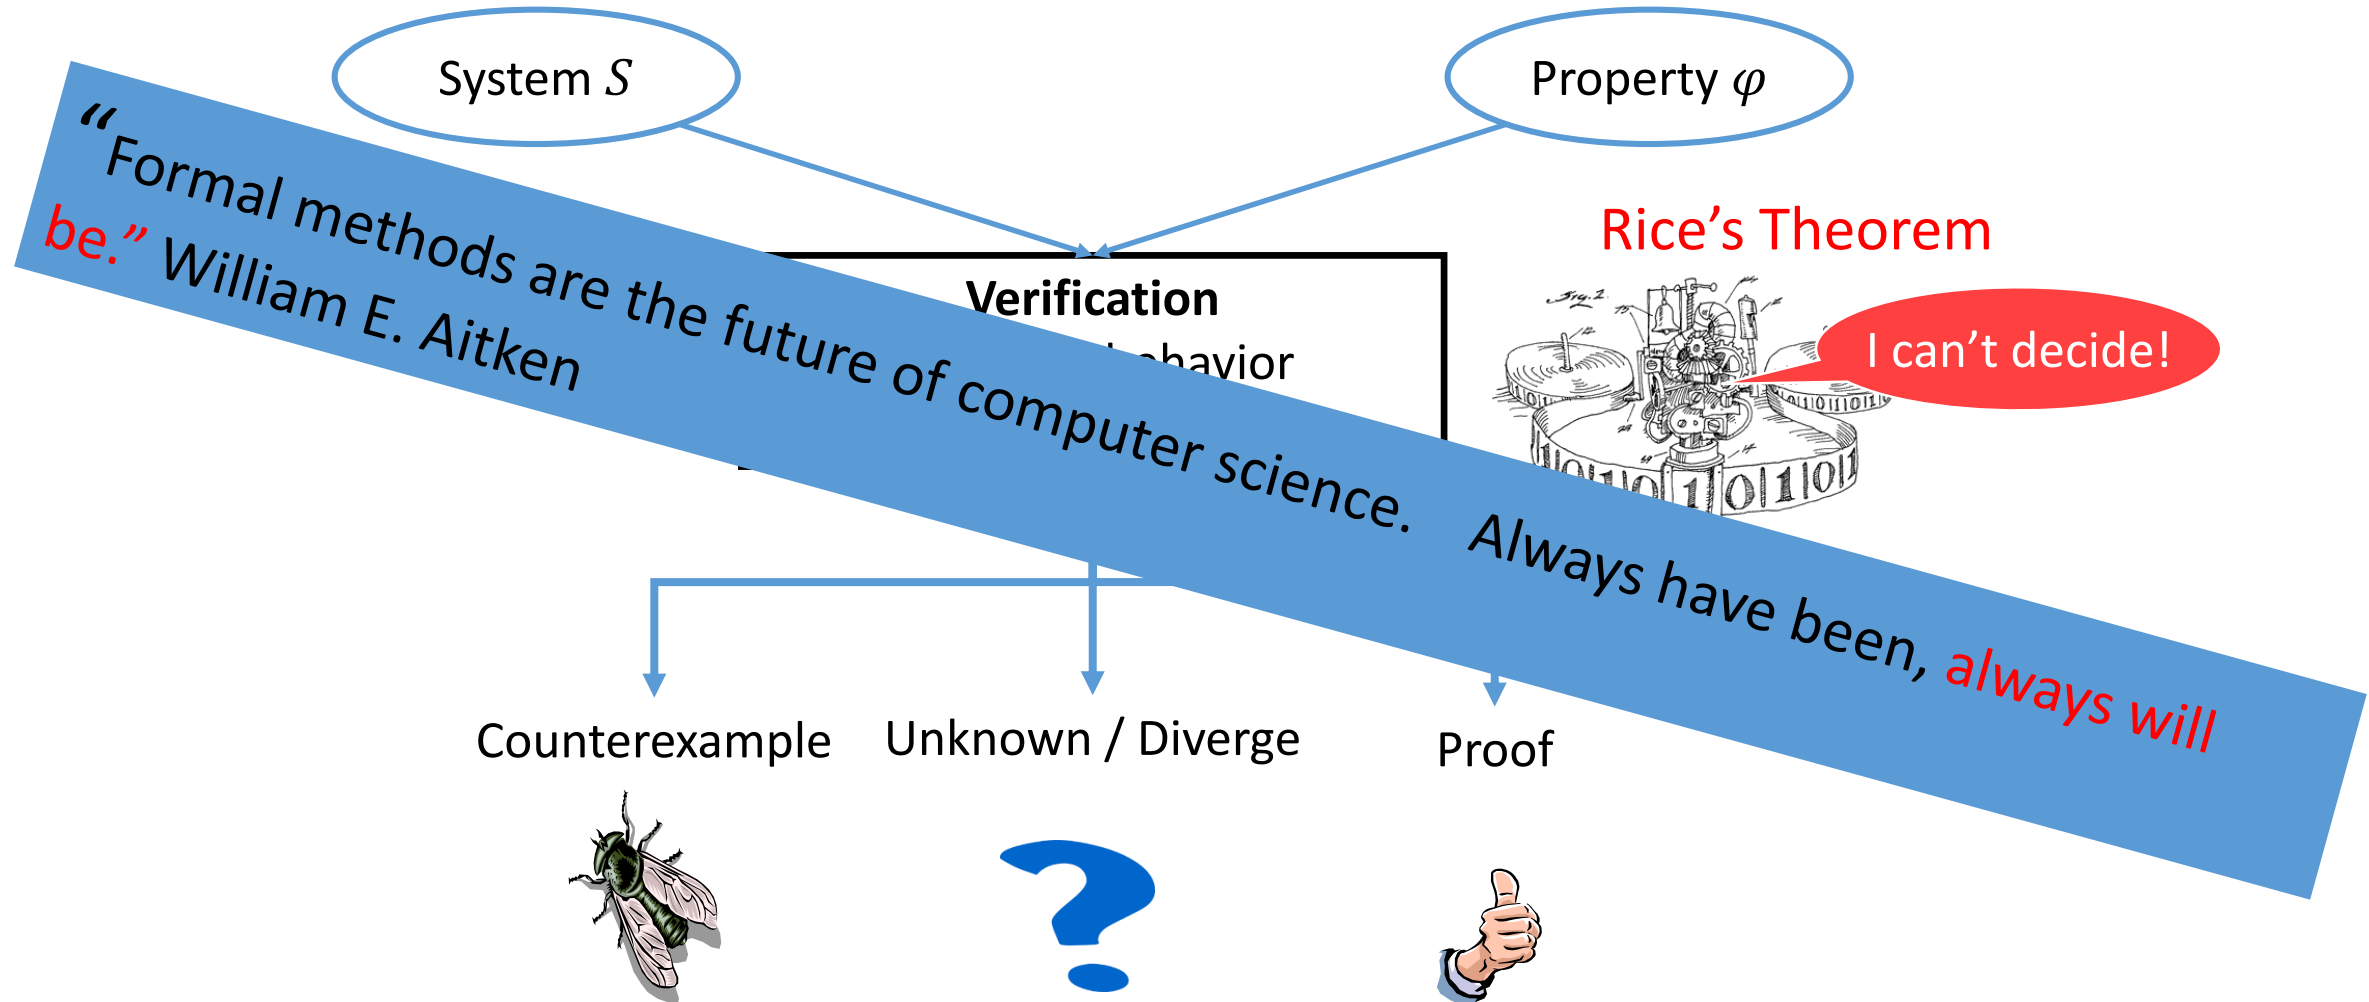 System S
Property φ
“Formal methods are the future of computer science. Always have been, always will
be.” William E. Aitken
Rice’s Theorem
Verification
I can’t decide!
Counterexample
Unknown / Diverge
Proof